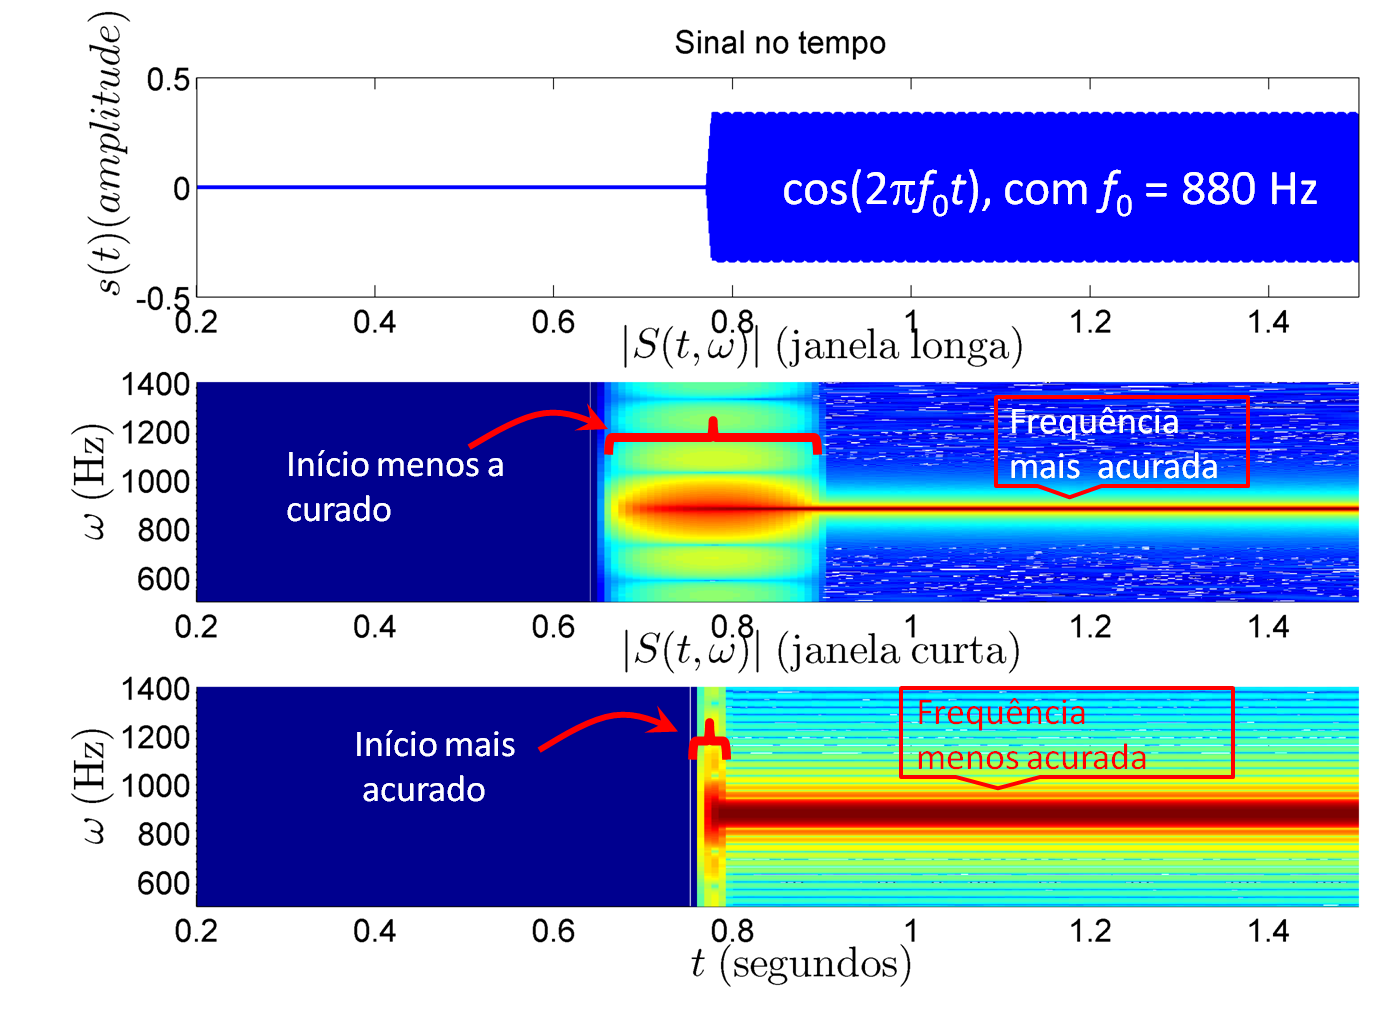 Sinal no tempo
s(t)(amplitude)
0.5
0
-0.5
cos(2πf₀t), com f₀ = 880 Hz
0.2 0.4 0.6 0.8 1 1.2 1.4
|S(t, ω)| (janela longa)
ω (Hz)
1400
1200
1000
800
600
Início menos a
curado
Frequência
mais acurada
0.2 0.4 0.6 0.8 1 1.2 1.4
|S(t, ω)| (janela curta)
ω (Hz)
1400
1200
1000
800
600
Início mais
acurado
Frequência
menos acurada
0.2 0.4 0.6 0.8 1 1.2 1.4
t (segundos)